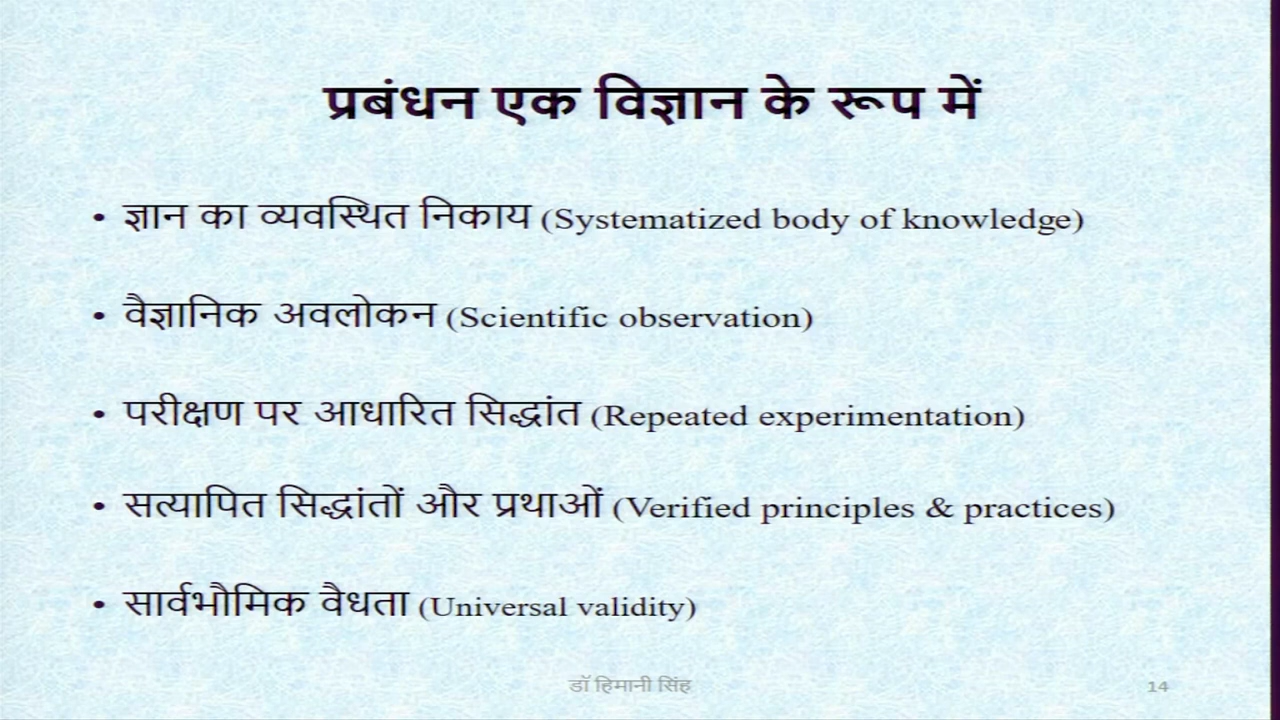 प्रबंधन एक विज्ञान के रूप में
• ज्ञान का व्यवस्थित निकाय (Systematized body of knowledge)
• वैज्ञानिक अवलोकन (Scientific observation)
• परीक्षण पर आधारित सिद्धांत (Repeated experimentation)
• सत्यापित सिद्धांतों और प्रथाओं (Verified principles & practices)
• सार्वभौमिक वैधता (Universal validity)
डॉ हिमानी सिंह
14